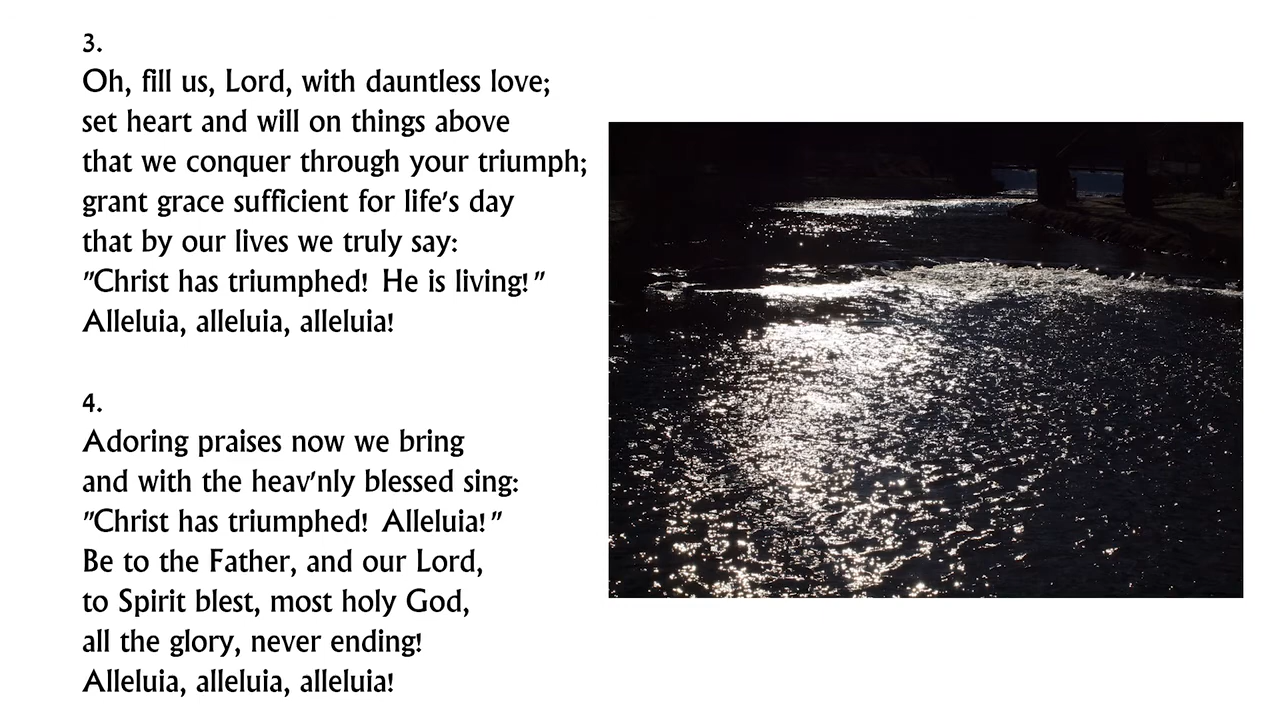 3.
Oh, fill us, Lord, with dauntless love;
set heart and will on things above
that we conquer through your triumph;
grant grace sufficient for life's day
that by our lives we truly say:
"Christ has triumphed! He is living!"
Alleluia, alleluia, alleluia!
4.
Adoring praises now we bring
and with the heav'nly blessed sing:
"Christ has triumphed! Alleluia!"
Be to the Father, and our Lord,
to Spirit blest, most holy God,
all the glory, never ending!
Alleluia, alleluia, alleluia!